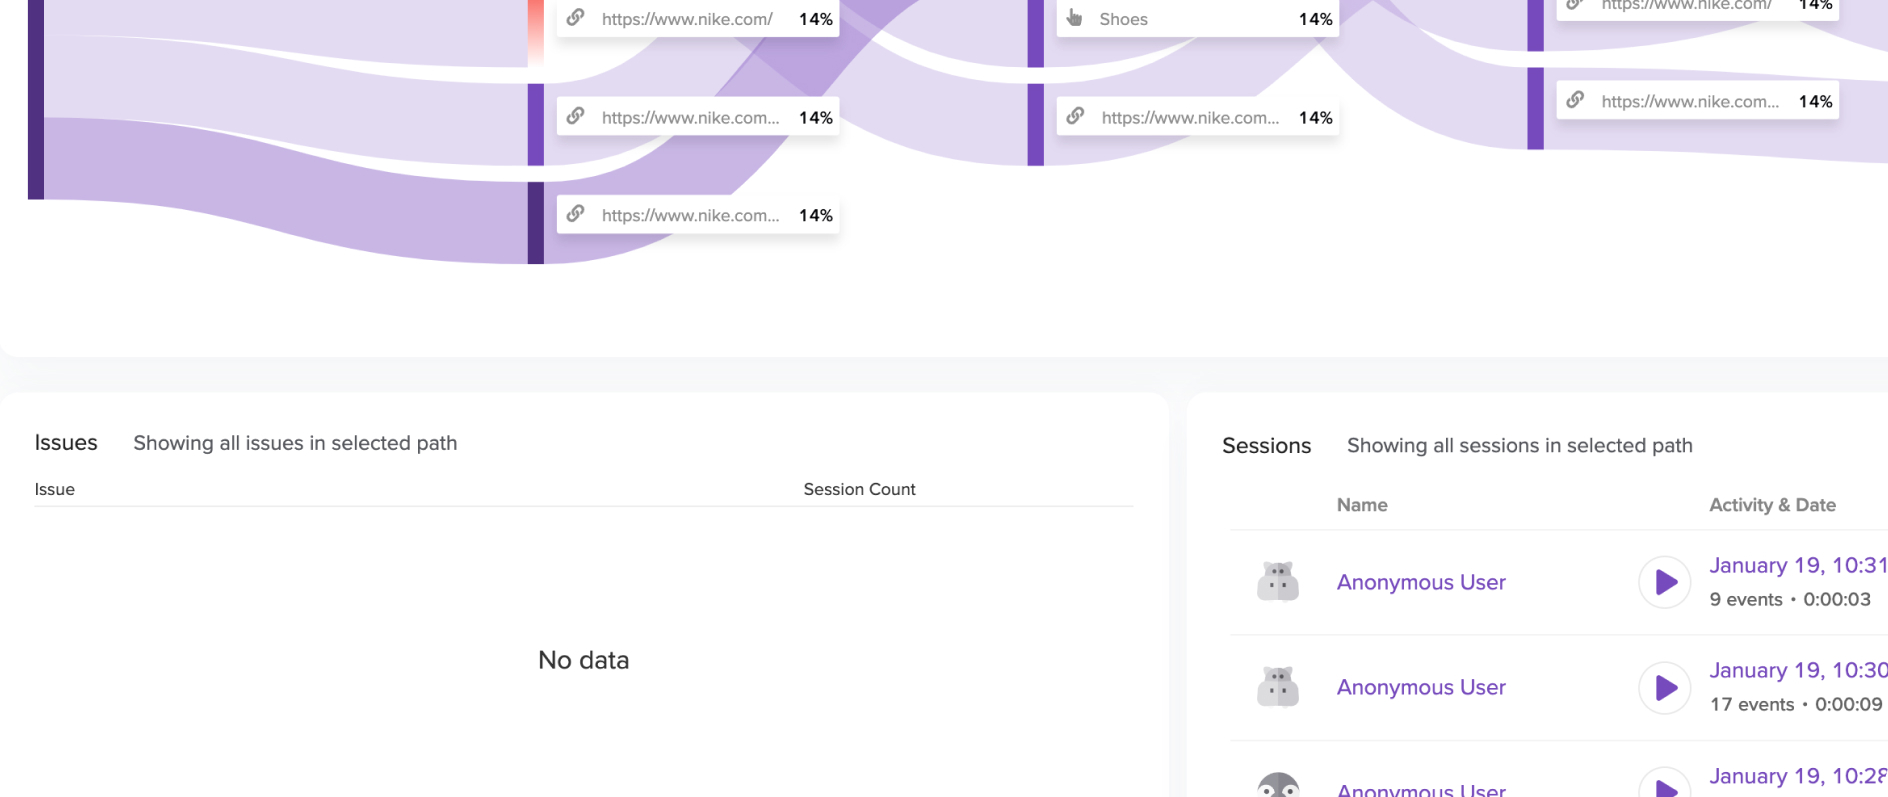 https://www.nike.com/ 14%
Shoes 14%
https://www.nike.com/ 14%
https://www.nike.com... 14%
https://www.nike.com... 14%
https://www.nike.com... 14%
https://www.nike.com... 14%
Issues Showing all issues in selected path
Issue Session Count
No data
Sessions Showing all sessions in selected path
Name Activity & Date
Anonymous User January 19, 10:31
9 events • 0:00:03
Anonymous User January 19, 10:30
17 events • 0:00:09
Anonymous User January 19, 10:28